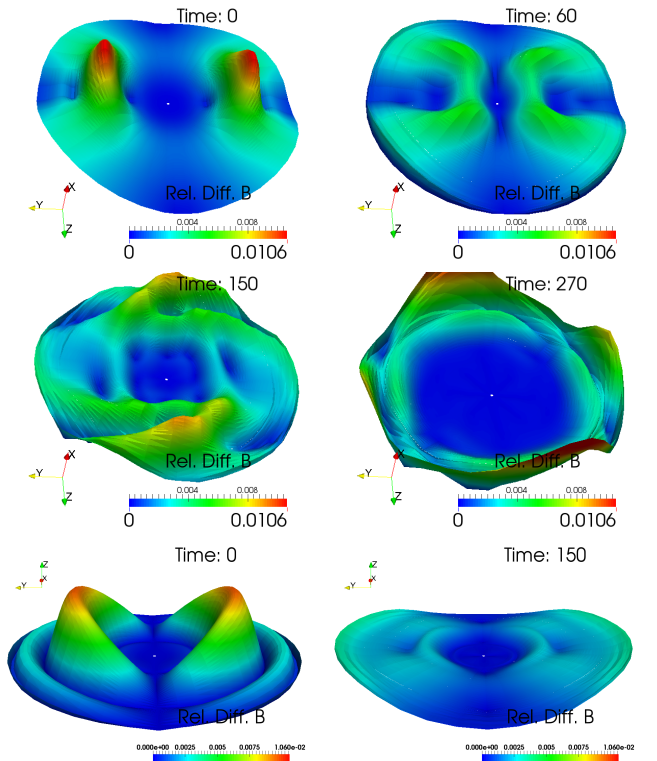 Time: 0
X
Y
Z
Rel. Diff. B
0.004
0.008
0
0.0106
Time: 60
X
Y
Z
Rel. Diff. B
0.004
0.008
0
0.0106
Time: 150
X
Y
Z
Rel. Diff. B
0.004
0.008
0
0.0106
Time: 270
X
Y
Z
Rel. Diff. B
0.004
0.008
0
0.0106
Time: 0
Z
Y
X
Rel. Diff. B
0.000e+00 0.0025 0.005 0.0075 1.060e-02
Time: 150
Z
Y
X
Rel. Diff. B
0.000e+00 0.0025 0.005 0.0075 1.060e-02